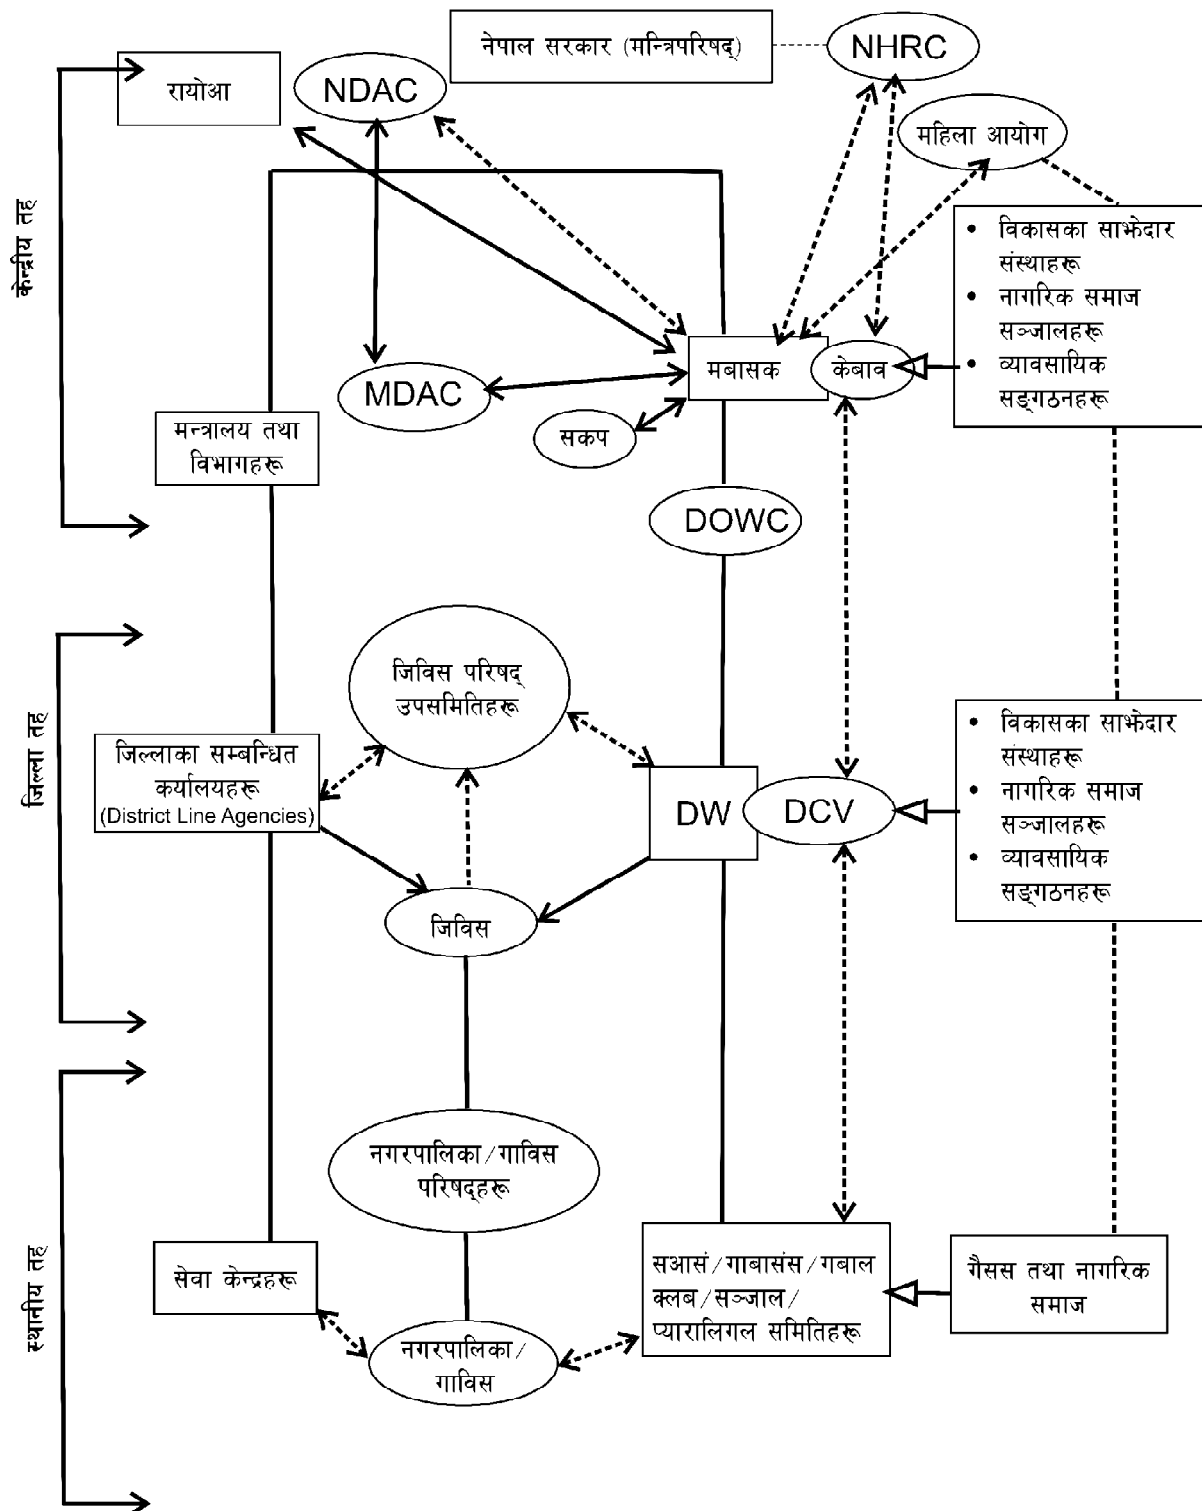 नेपाल सरकार (मन्त्रिपरिषद्)
NHRC
रायोआ
NDAC
महिला आयोग
केन्द्रीय तह
• विकासका साझेदार
संस्थाहरू
• नागरिक समाज
सञ्जालहरू
• व्यावसायिक
सङ्गठनहरू
मबासक
केबाव
MDAC
सकप
मन्त्रालय तथा
विभागहरू
DOWC
जिल्ला तह
जिविस परिषद्
उपसमितिहरू
जिल्लाका सम्बन्धित
कर्यालयहरू
(District Line Agencies)
DW
DCV
• विकासका साझेदार
संस्थाहरू
• नागरिक समाज
सञ्जालहरू
• व्यावसायिक
सङ्गठनहरू
जिविस
स्थानीय तह
नगरपालिका/गाविस
परिषद्हरू
सेवा केन्द्रहरू
सआसं/गाबासंस/गबाल
क्लब/सञ्जाल/
प्यारालिगल समितिहरू
गैसस तथा नागरिक
समाज
नगरपालिका/
गाविस